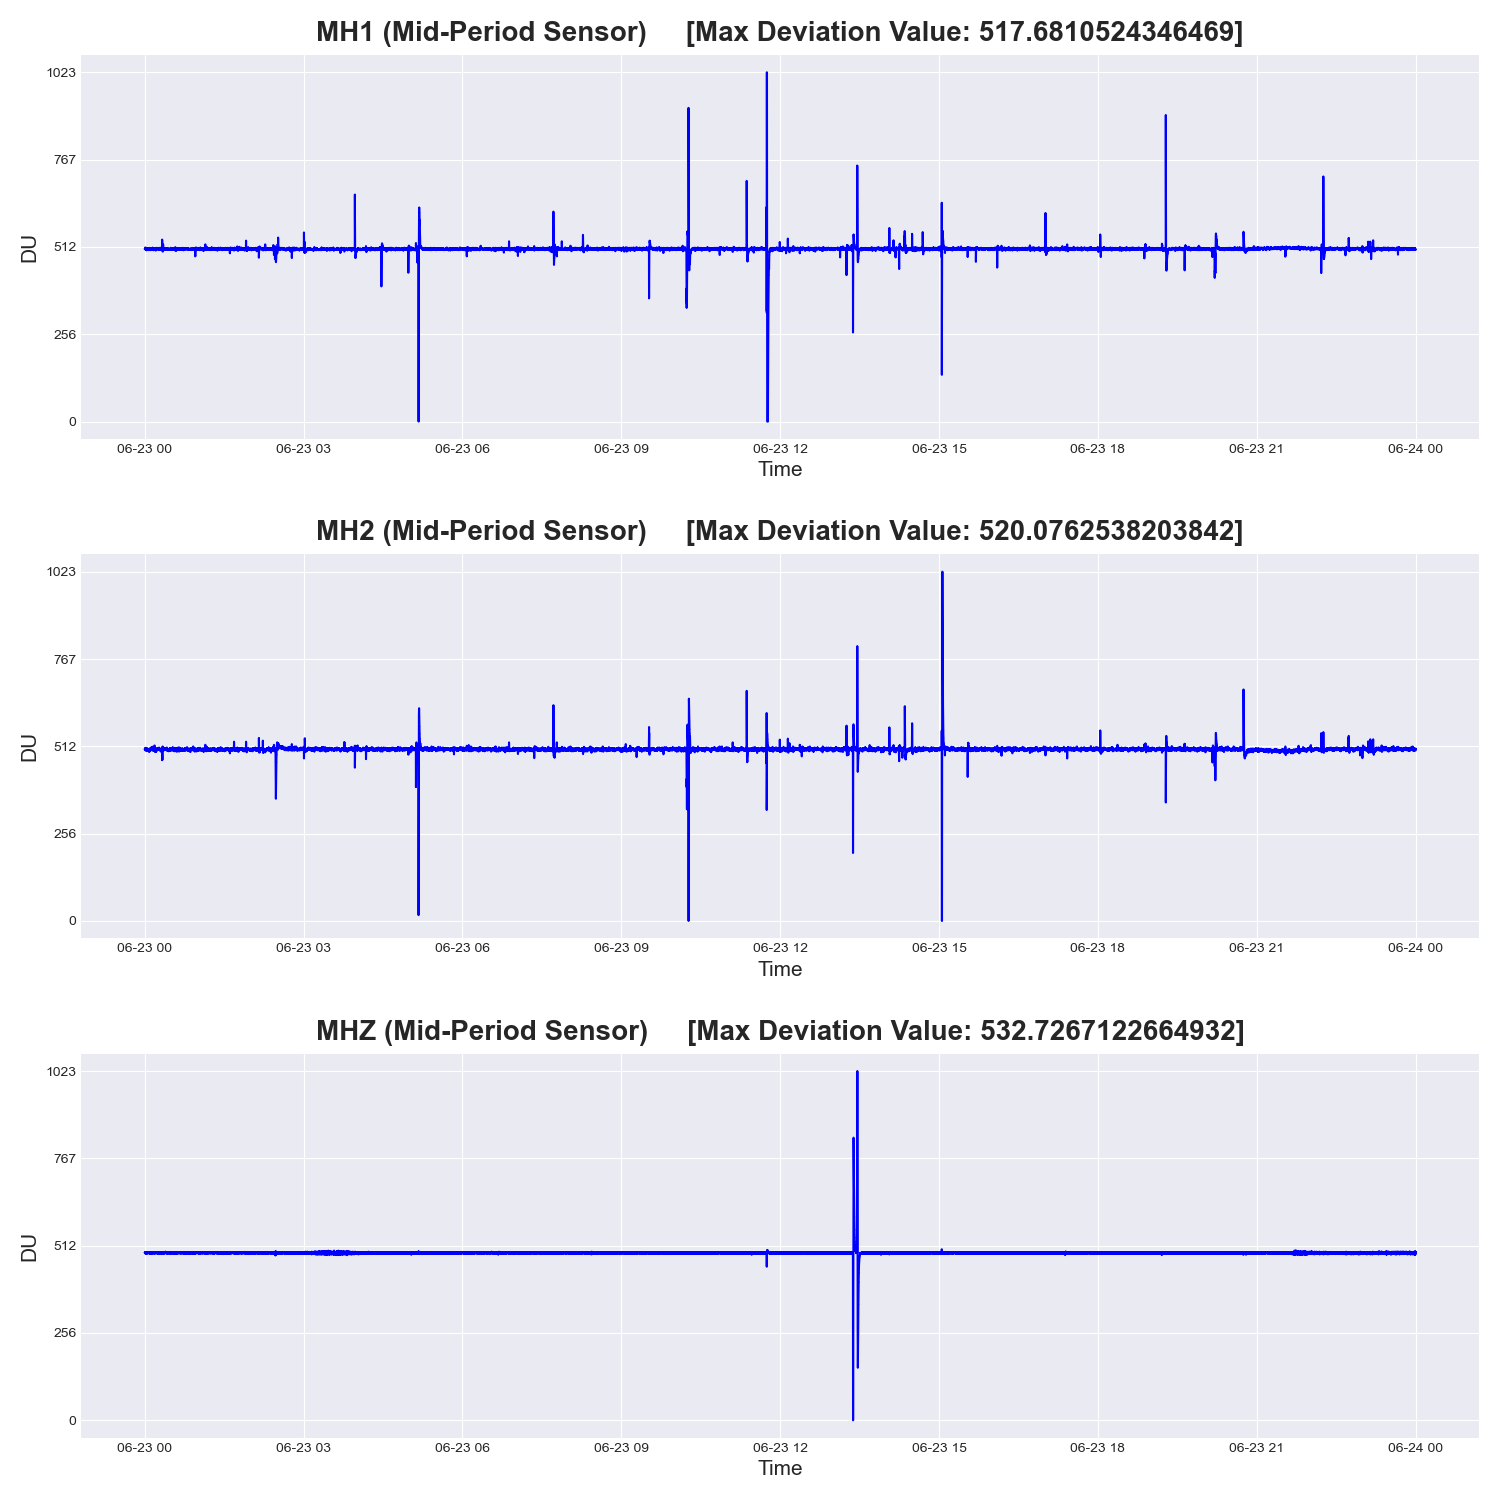 MH1 (Mid-Period Sensor) [Max Deviation Value: 517.6810524346469]
1023
767
512
256
0
DU
06-23 00 06-23 03 06-23 06 06-23 09 06-23 12 06-23 15 06-23 18 06-23 21 06-24 00
Time
MH2 (Mid-Period Sensor) [Max Deviation Value: 520.0762538203842]
1023
767
512
256
0
DU
06-23 00 06-23 03 06-23 06 06-23 09 06-23 12 06-23 15 06-23 18 06-23 21 06-24 00
Time
MHZ (Mid-Period Sensor) [Max Deviation Value: 532.7267122664932]
1023
767
512
256
0
DU
06-23 00 06-23 03 06-23 06 06-23 09 06-23 12 06-23 15 06-23 18 06-23 21 06-24 00
Time